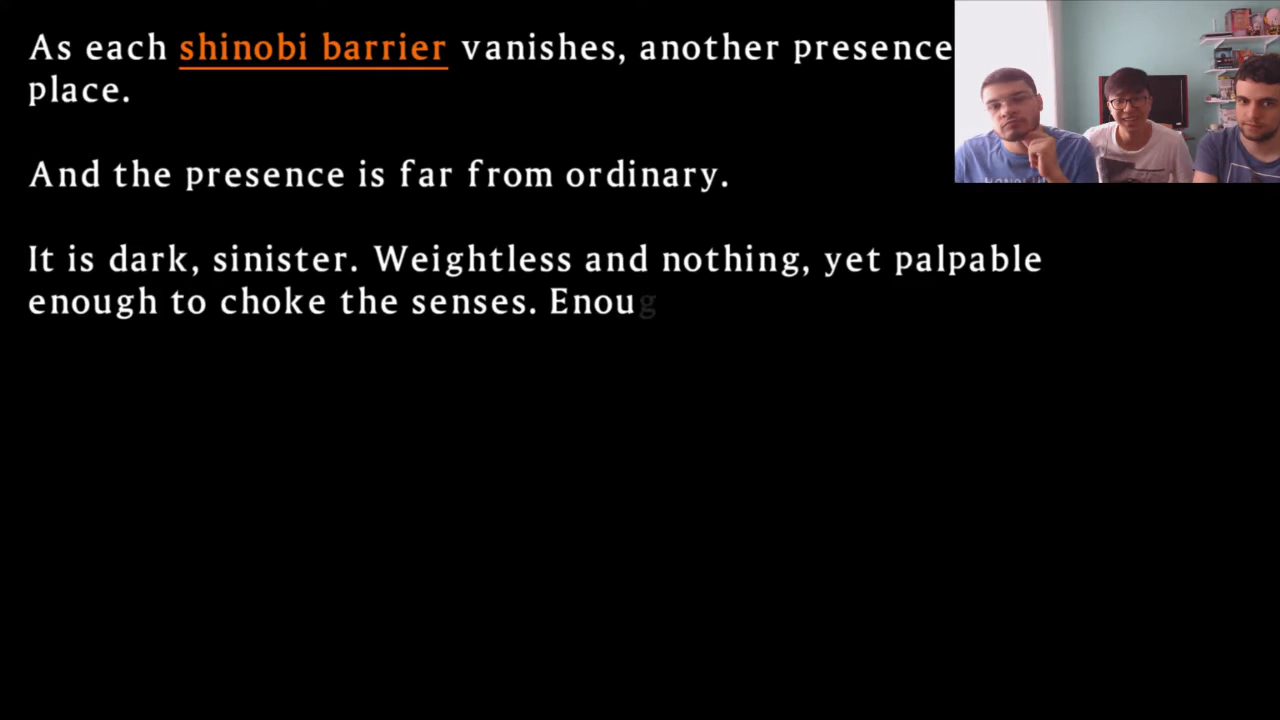 As each shinobi barrier vanishes, another presence
place.
And the presence is far from ordinary.
It is dark, sinister. Weightless and nothing, yet palpable
enough to choke the senses. Enoug